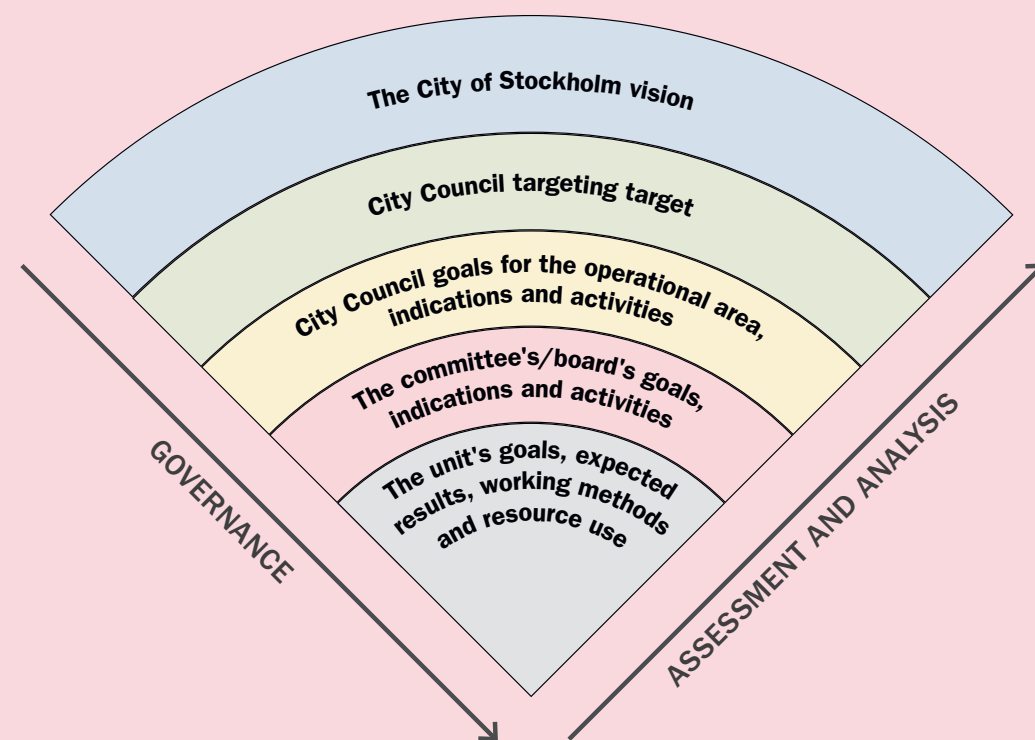 The City of Stockholm vision
City Council targeting target
City Council goals for the operational area,
indications and activities
The committee's/board's goals,
indications and activities
The unit's goals, expected
results, working methods
and resource use
GOVERNANCE
ASSESSMENT AND ANALYSIS